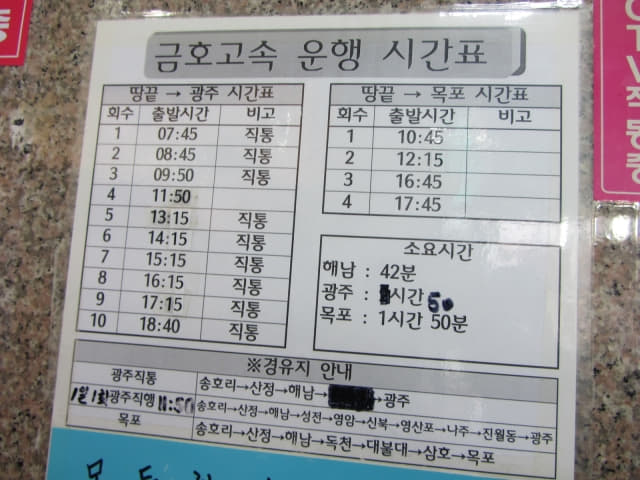 금호고속 운행 시간표
땅끝 → 광주 시간표
회수 출발시간 비고
1 07:45 직통
2 08:45 직통
3 09:50 직통
4 11:50
5 13:15 직통
6 14:15 직통
7 15:15 직통
8 16:15 직통
9 17:15 직통
10 18:40 직통
땅끝 → 목포 시간표
회수 출발시간 비고
1 10:45
2 12:15
3 16:45
4 17:45
소요시간
해남 : 42분
광주 : 시간 50
목포 : 1시간 50분
※경유지 안내
광주직통 송호리→산정→해남→ →광주
1일 1회 광주직행 11:50 송호리→산정→해남→성전→영암→신북→영산포→나주→진월동→광주
목포 송호리→산정→해남→독천→대불대→삼호→목포